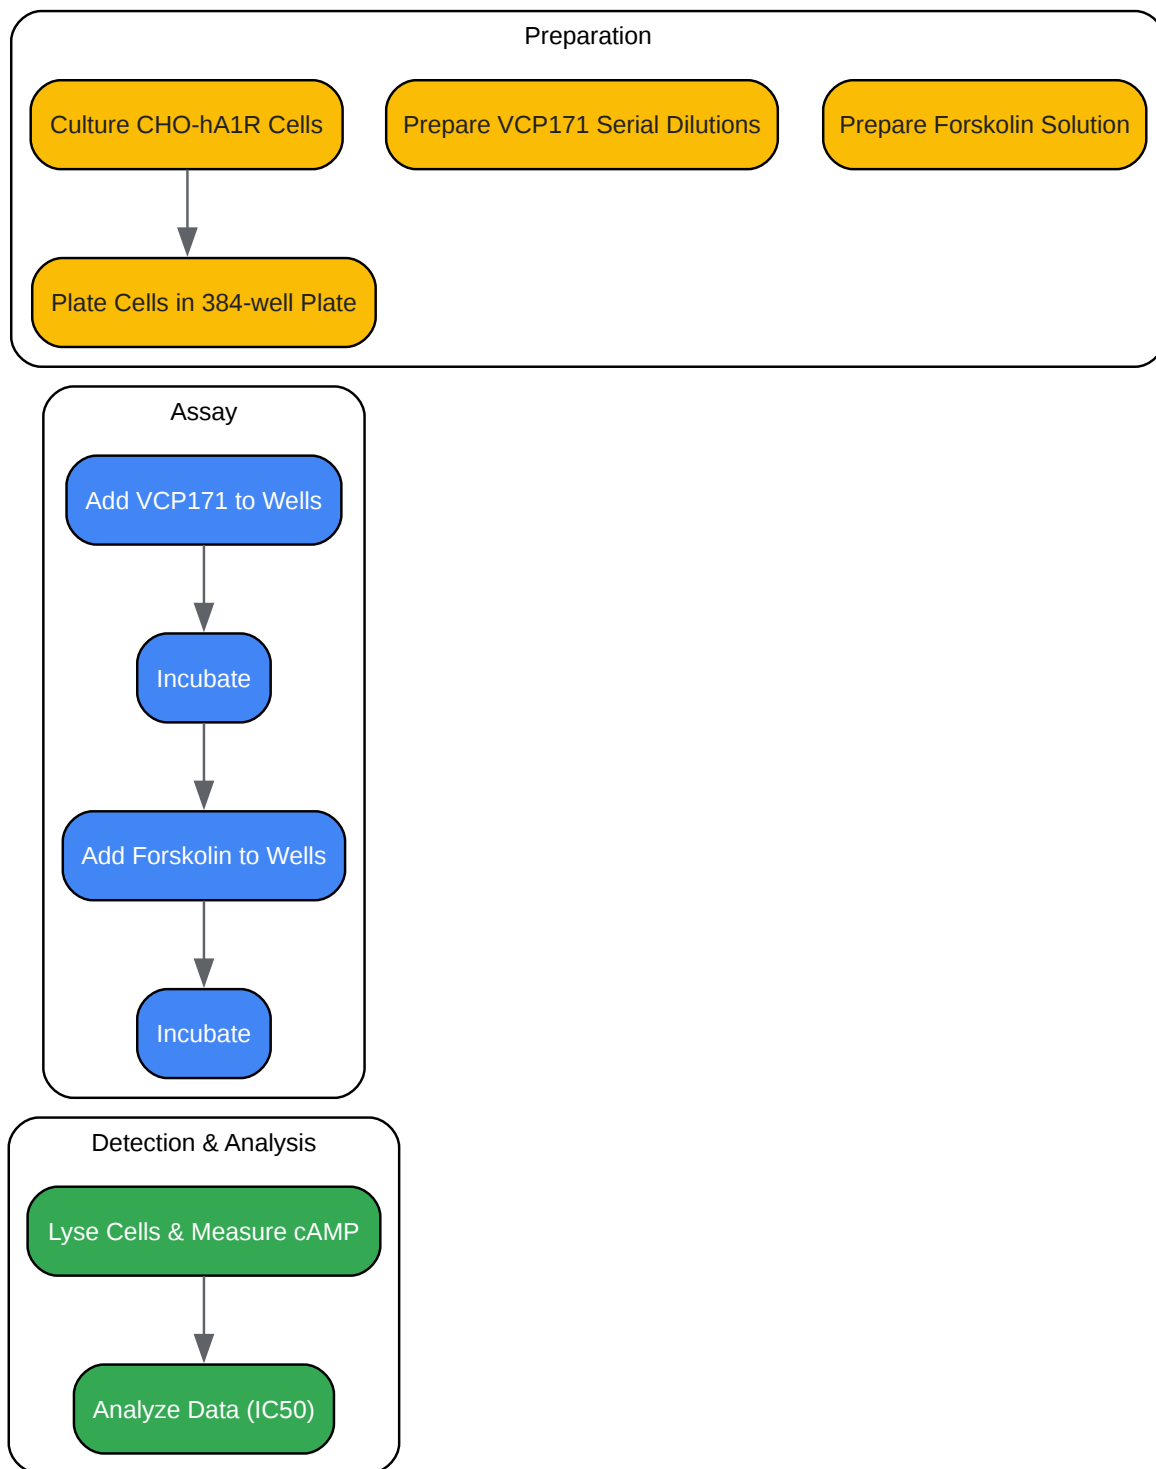 Preparation
Culture CHO-hA1R Cells
Prepare VCP171 Serial Dilutions
Prepare Forskolin Solution
Plate Cells in 384-well Plate
Assay
Add VCP171 to Wells
Incubate
Add Forskolin to Wells
Incubate
Detection & Analysis
Lyse Cells & Measure cAMP
Analyze Data (IC50)